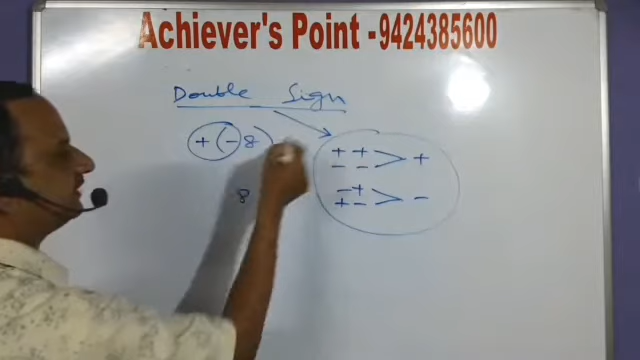 Achiever's Point -9424385600
Double Sign
+(-8)
+ + > +
- -
- + > -
+ -
8